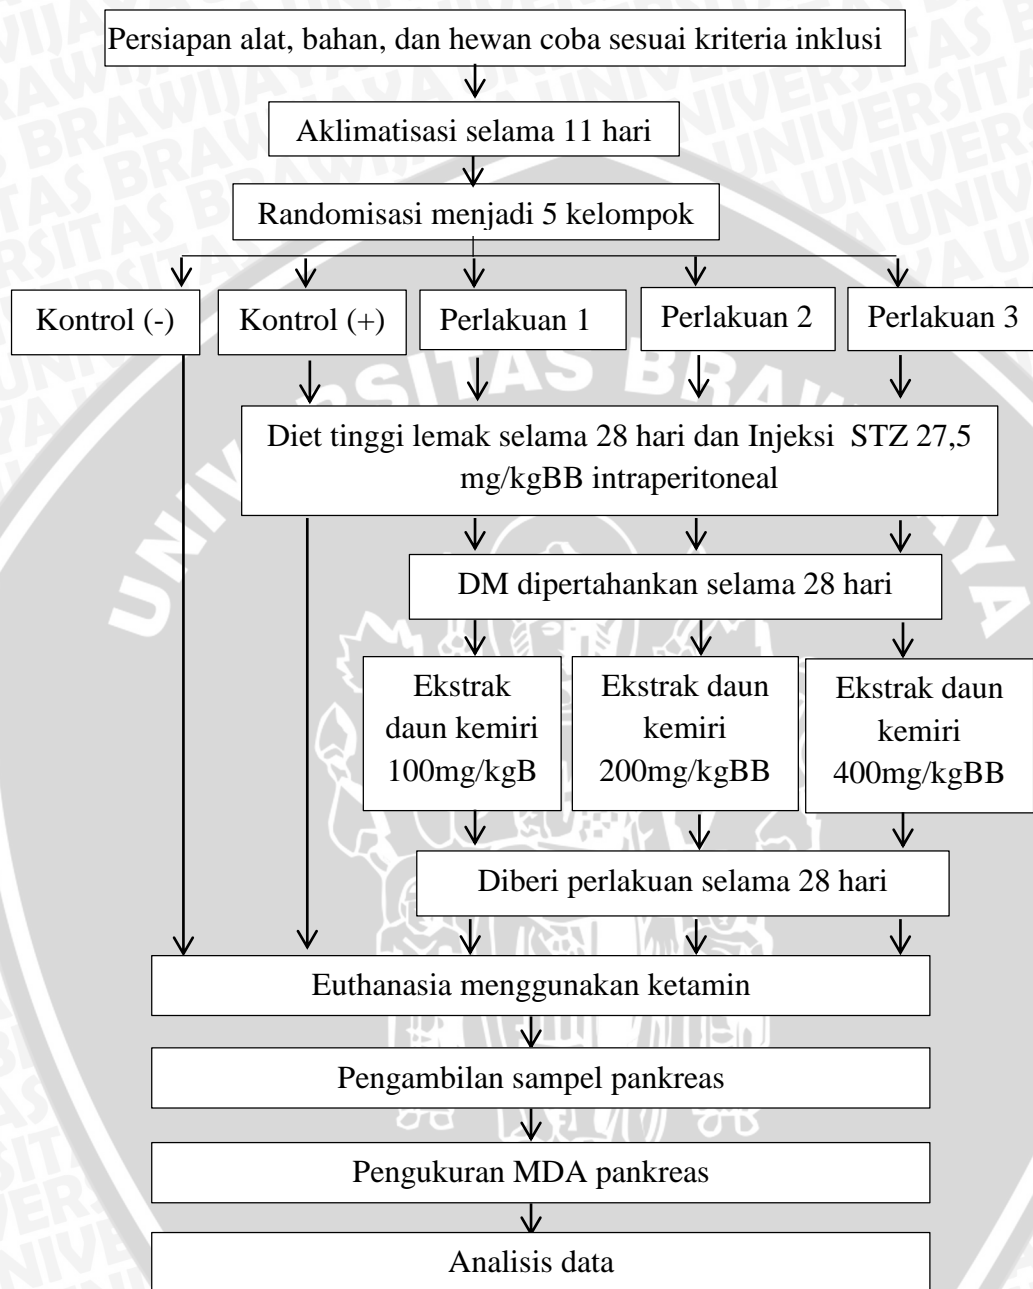 Persiapan alat, bahan, dan hewan coba sesuai kriteria inklusi
Aklimatisasi selama 11 hari
Randomisasi menjadi 5 kelompok
Kontrol (-)
Kontrol (+)
Perlakuan 1
Perlakuan 2
Perlakuan 3
Diet tinggi lemak selama 28 hari dan Injeksi STZ 27,5
mg/kgBB intraperitoneal
DM dipertahankan selama 28 hari
Ekstrak
daun kemiri
100mg/kgB
Ekstrak daun
kemiri
200mg/kgBB
Ekstrak daun
kemiri
400mg/kgBB
Diberi perlakuan selama 28 hari
Euthanasia menggunakan ketamin
Pengambilan sampel pankreas
Pengukuran MDA pankreas
Analisis data